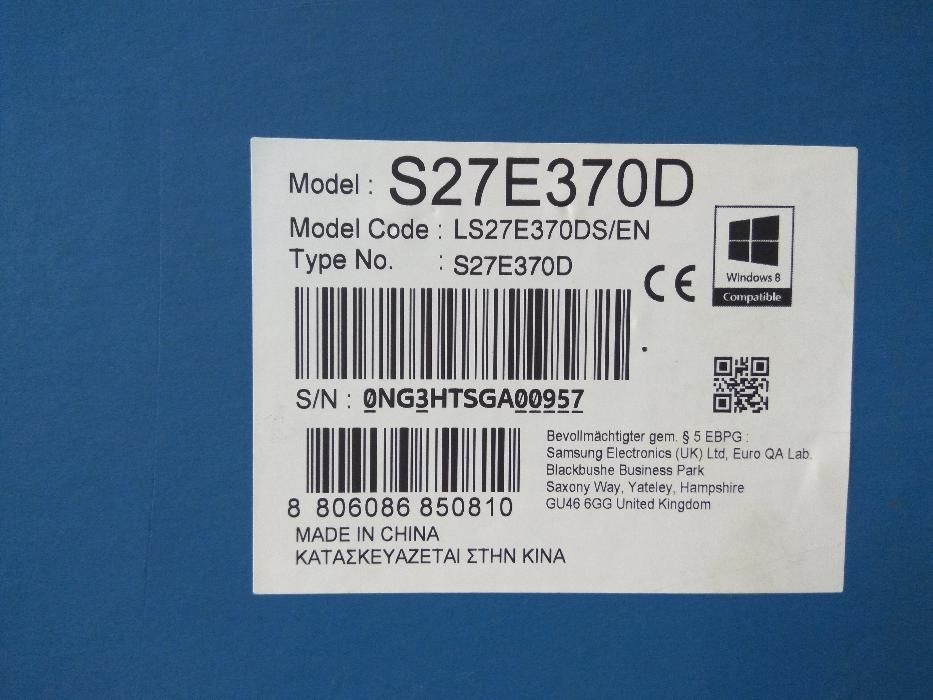 Model : S27E370D
Model Code : LS27E370DS/EN
Type No. : S27E370D
CE
Windows 8
Compatible
S/N : 0NG3HTSGA00957
8 806086 850810
Bevollmächtigter gem. § 5 EBPG :
Samsung Electronics (UK) Ltd, Euro QA Lab.
Blackbushe Business Park
Saxony Way, Yateley, Hampshire
GU46 6GG United Kingdom
MADE IN CHINA
ΚΑΤΑΣΚΕΥΑΖΕΤΑΙ ΣΤΗΝ ΚΙΝΑ